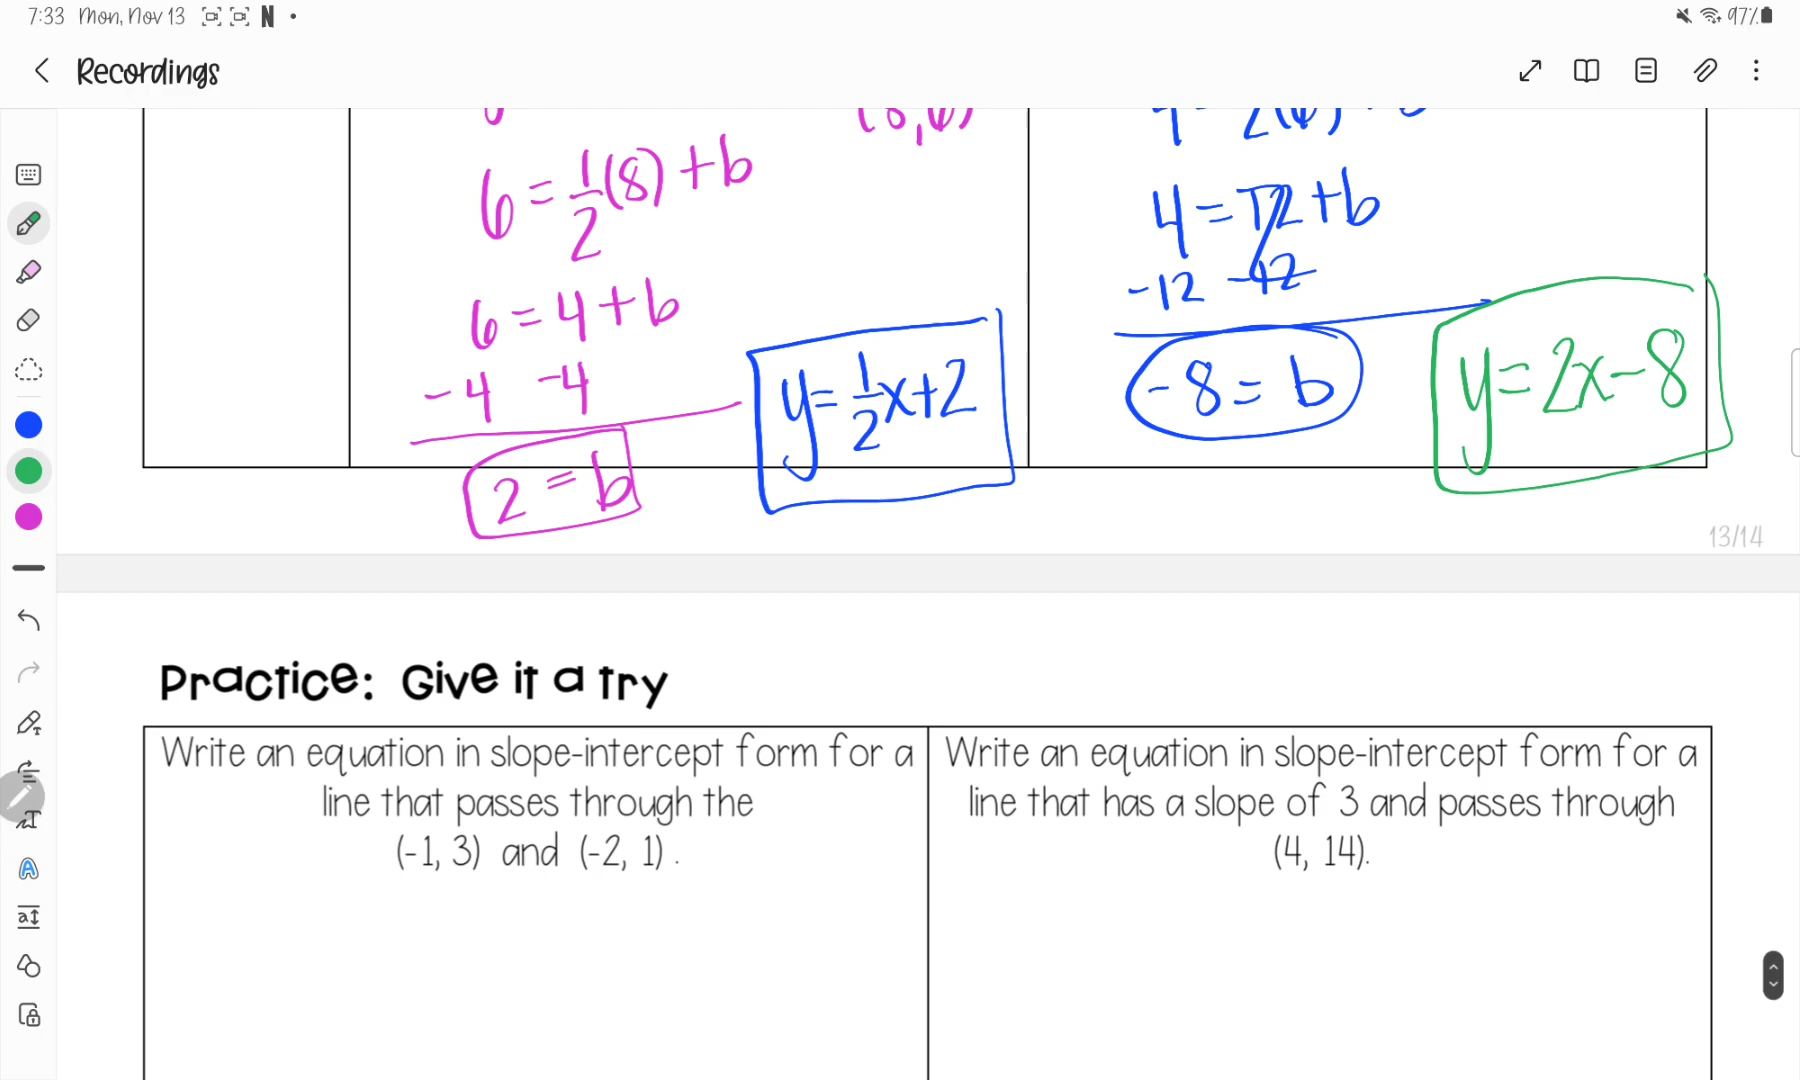 7:33 Mon, Nov 13 N
97%
Recordings
6 = 1/2(8) + b
6 = 4 + b
-4 -4
2 = b
y = 1/2x + 2
4 = 12 + b
-12 -12
-8 = b
y = 2x - 8
13/14
Practice: Give it a try
Write an equation in slope-intercept form for a
line that passes through the
(-1, 3) and (-2, 1) .
Write an equation in slope-intercept form for a
line that has a slope of 3 and passes through
(4, 14).